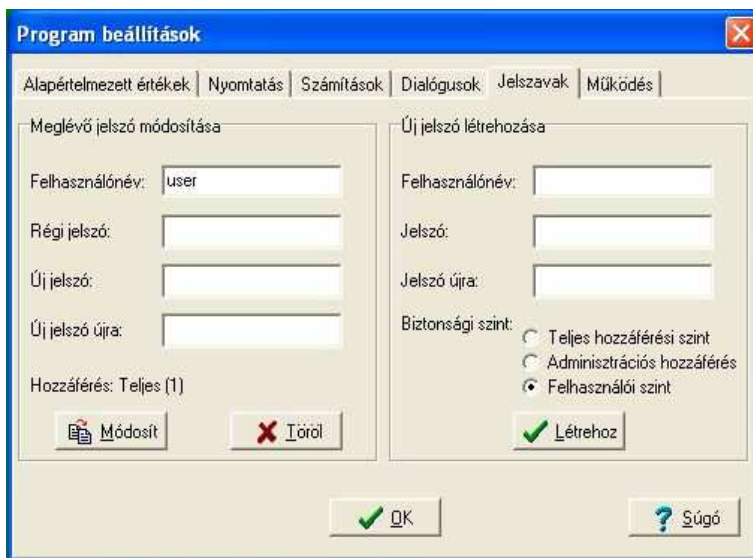 Program beállítások
Alapértelmezett értékek Nyomtatás Számítások Dialógusok Jelszavak Működés
Meglévő jelszó módosítása
Felhasználónév: user
Régi jelszó:
Új jelszó:
Új jelszó újra:
Hozzáférés: Teljes (1)
Módosít Töröl
Új jelszó létrehozása
Felhasználónév:
Jelszó:
Jelszó újra:
Biztonsági szint:
Teljes hozzáférési szint
Adminisztrációs hozzáférés
Felhasználói szint
Létrehoz
OK Súgó